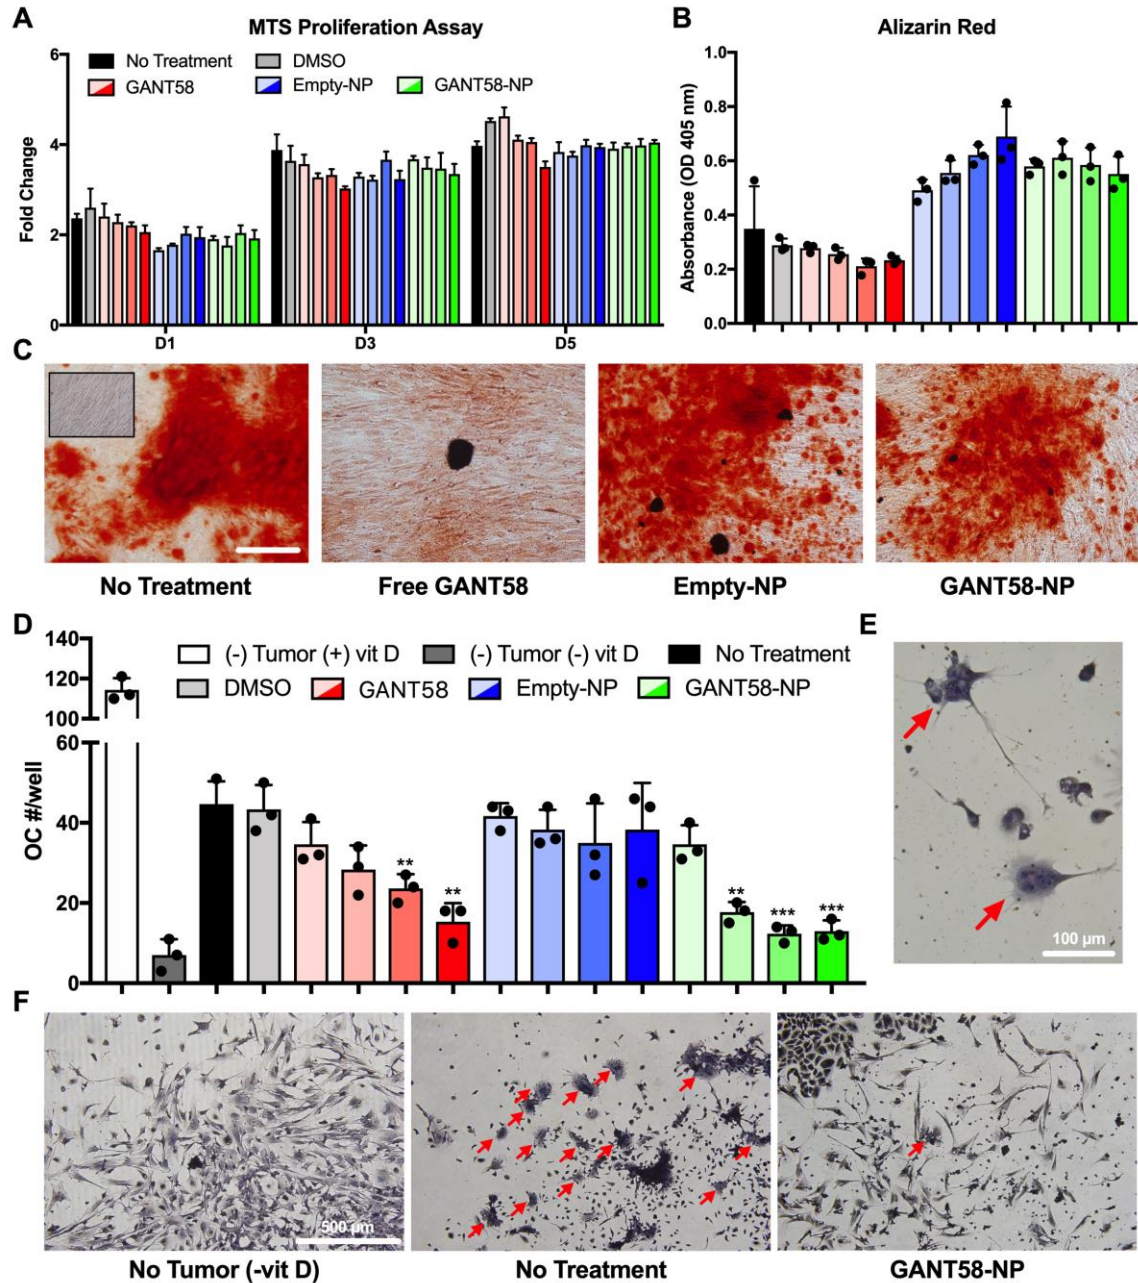 A
MTS Proliferation Assay
No Treatment DMSO
GANT58 Empty-NP GANT58-NP
Fold Change
6
4
2
0
D1 D3 D5
B
Alizarin Red
Absorbance (OD 405 nm)
1.0
0.8
0.6
0.4
0.2
0.0
C
No Treatment Free GANT58 Empty-NP GANT58-NP
D
(-) Tumor (+) vit D (-) Tumor (-) vit D No Treatment
DMSO GANT58 Empty-NP GANT58-NP
OC #/well
140
120
100
60
40
20
0
** ** ** *** ***
E
100 µm
F
500 µm
No Tumor (-vit D) No Treatment GANT58-NP